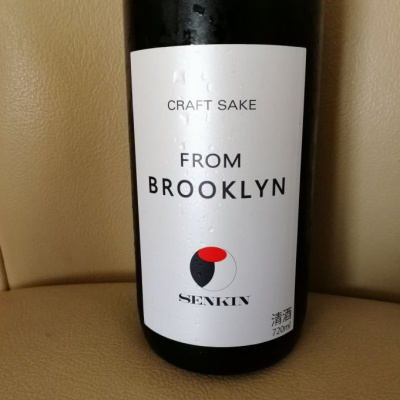 CRAFT SAKE
FROM
BROOKLYN
SENKIN
清酒
720ml